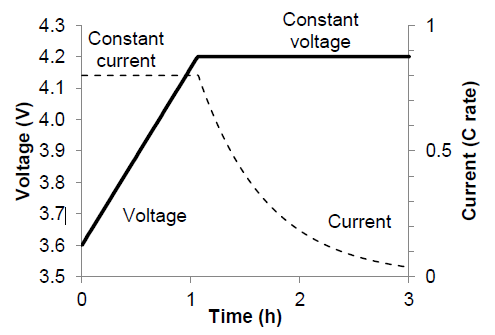 4.3
4.2
4.1
4.0
3.9
3.8
3.7
3.6
3.5
Voltage (V)
Constant
current
Constant
voltage
Voltage
Current
1
0.5
0
Current (C rate)
0
1
2
3
Time (h)